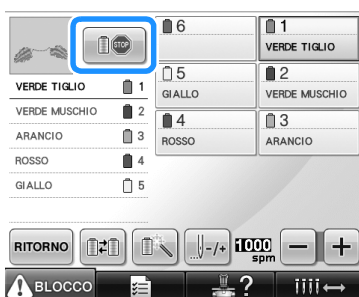 STOP
VERDE TIGLIO 1
VERDE MUSCHIO 2
ARANCIO 3
ROSSO 4
GIALLO 5
6
1
VERDE TIGLIO
5
GIALLO
2
VERDE MUSCHIO
4
ROSSO
3
ARANCIO
RITORNO
-/+
1000
spm
- +
BLOCCO
?